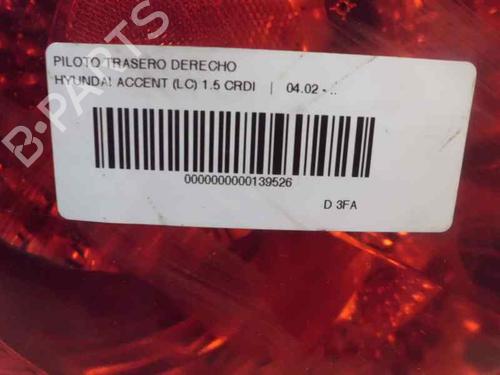 PILOTO TRASERO DERECHO
HYUNDAI ACCENT (LC) 1.5 CRDI | 04.02 - ..
0000000000139526
D 3FA
B-PARTS